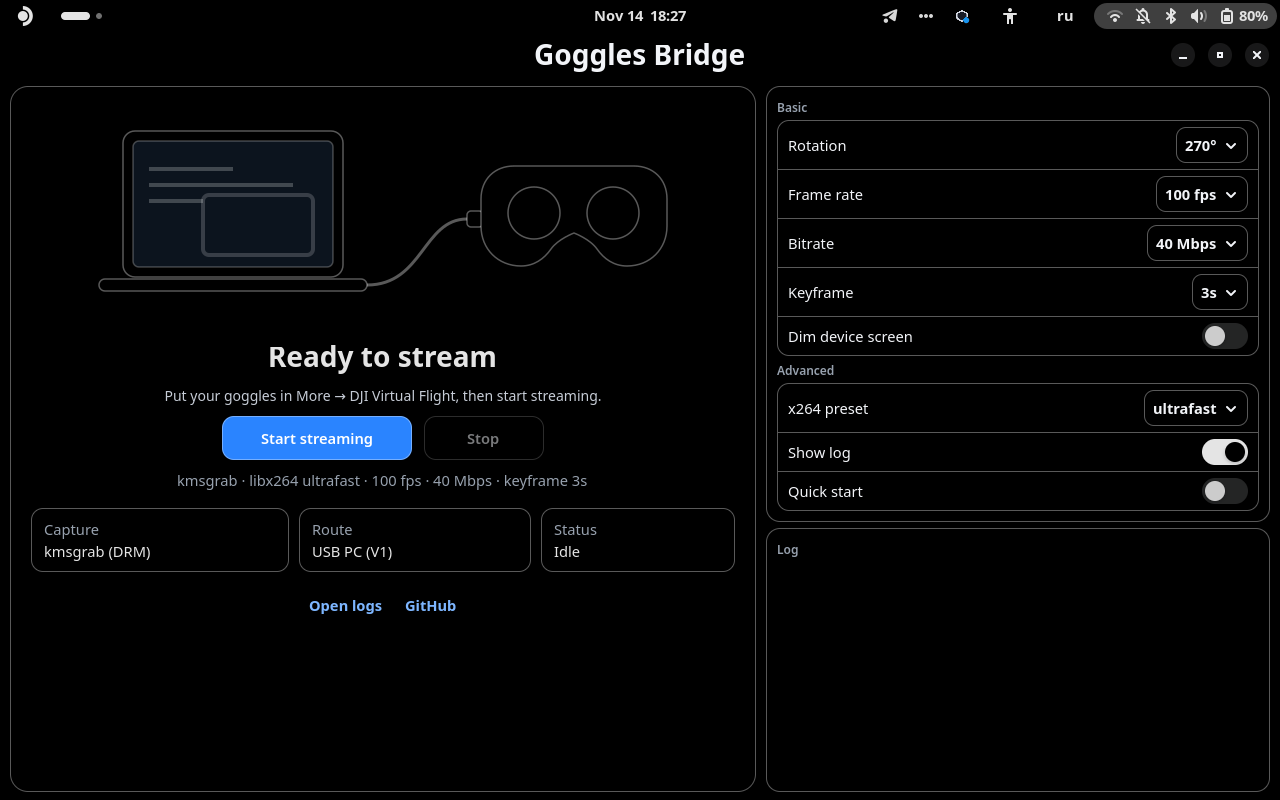 Nov 14 18:27
ru
80%
Goggles Bridge
Ready to stream
Put your goggles in More → DJI Virtual Flight, then start streaming.
Start streaming
Stop
kmsgrab · libx264 ultrafast · 100 fps · 40 Mbps · keyframe 3s
Capture
kmsgrab (DRM)
Route
USB PC (V1)
Status
Idle
Open logs
GitHub
Basic
Rotation
270°
Frame rate
100 fps
Bitrate
40 Mbps
Keyframe
3s
Dim device screen
Advanced
x264 preset
ultrafast
Show log
Quick start
Log